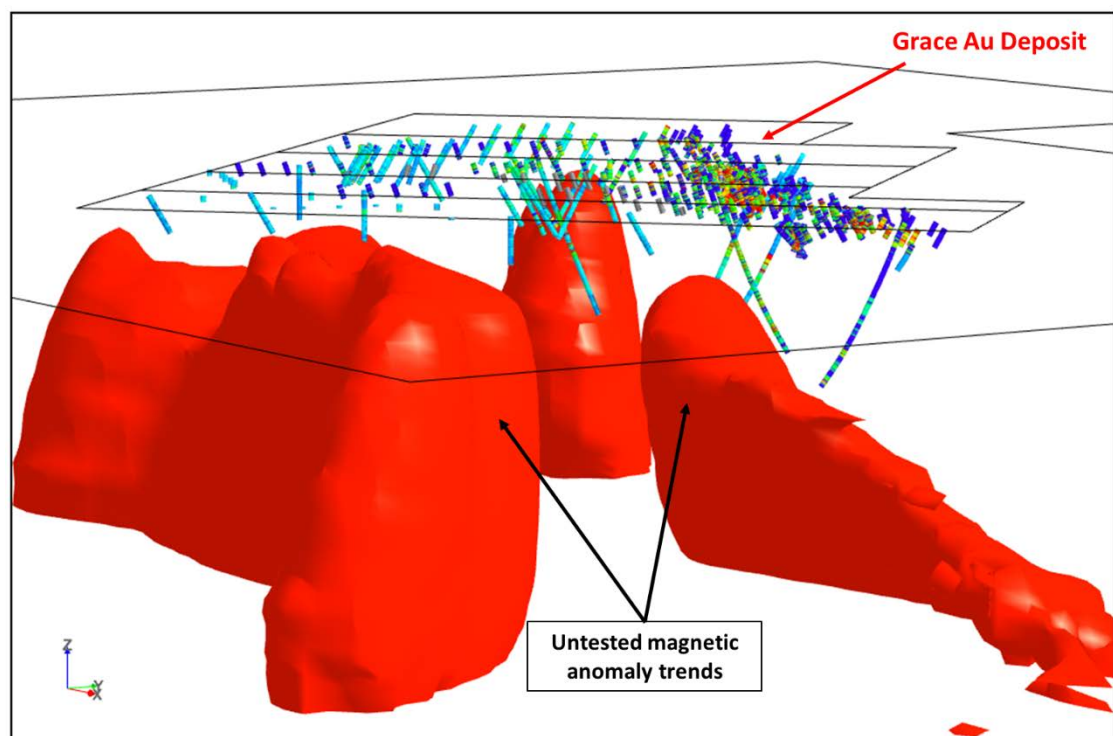 Grace Au Deposit
Untested magnetic
anomaly trends
Z
Y
X